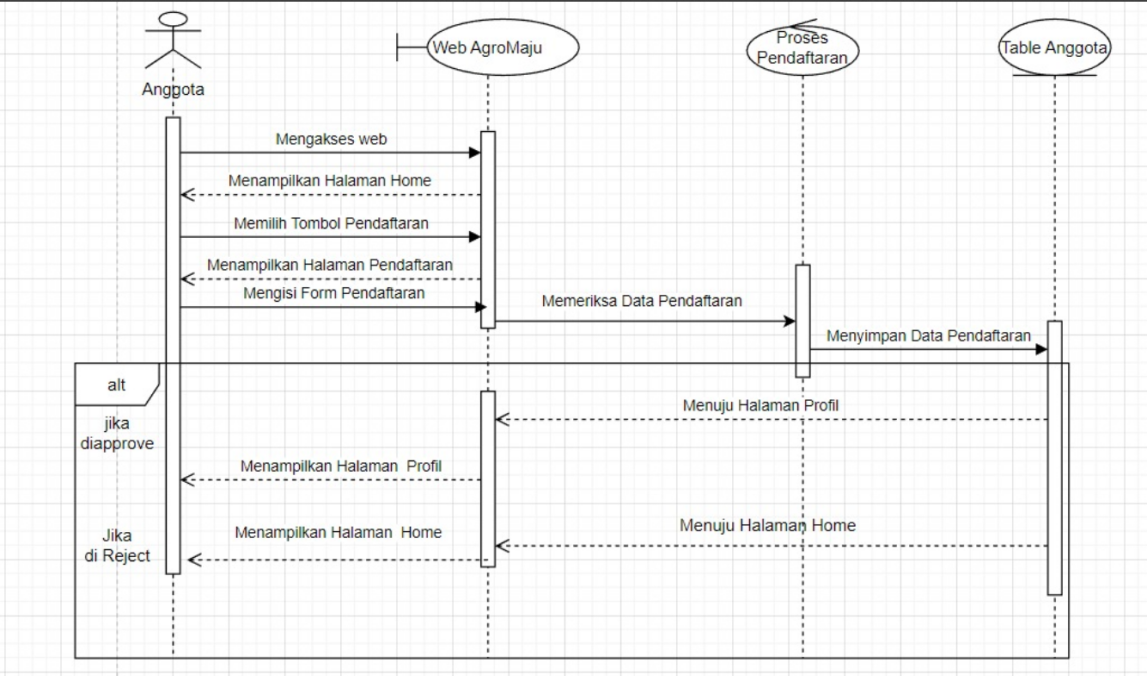 Anggota
Web AgroMaju
Proses
Pendaftaran
Table Anggota
Mengakses web
Menampilkan Halaman Home
Memilih Tombol Pendaftaran
Menampilkan Halaman Pendaftaran
Mengisi Form Pendaftaran
Memeriksa Data Pendaftaran
Menyimpan Data Pendaftaran
alt
jika
diapprove
Menuju Halaman Profil
Menampilkan Halaman Profil
Jika
di Reject
Menampilkan Halaman Home
Menuju Halaman Home